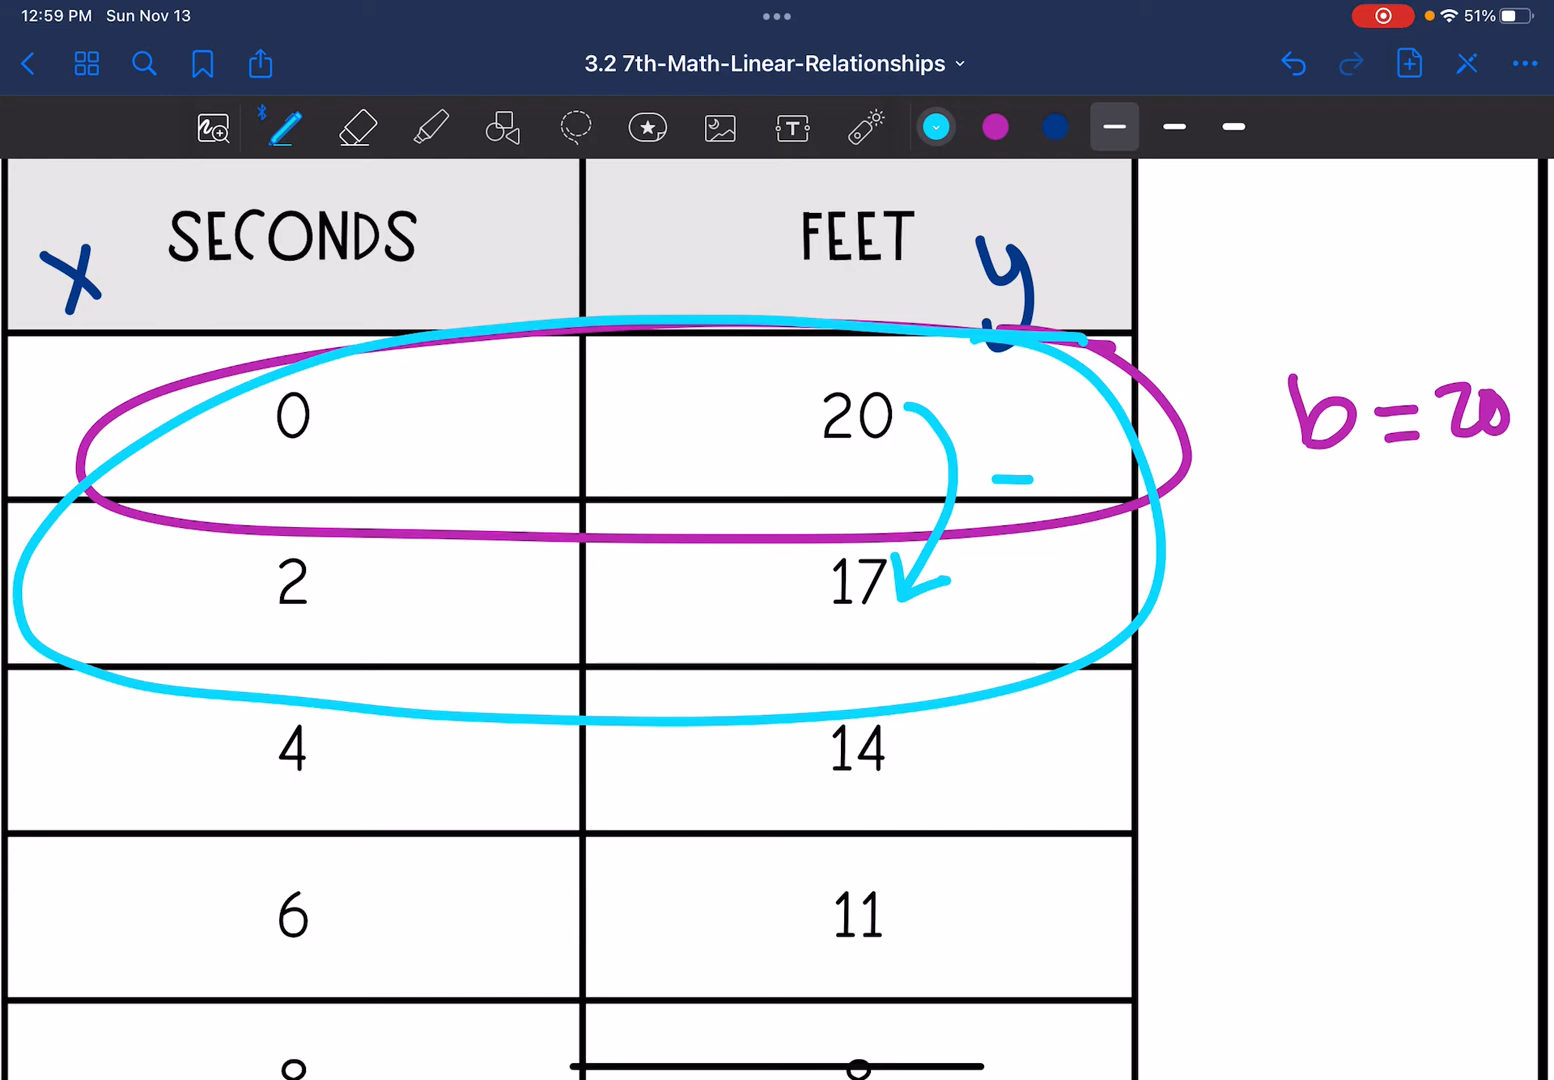 12:59 PM Sun Nov 13
51%
3.2 7th-Math-Linear-Relationships
T
SECONDS FEET
x y
0 20
b = 20
–
2 17
4 14
6 11